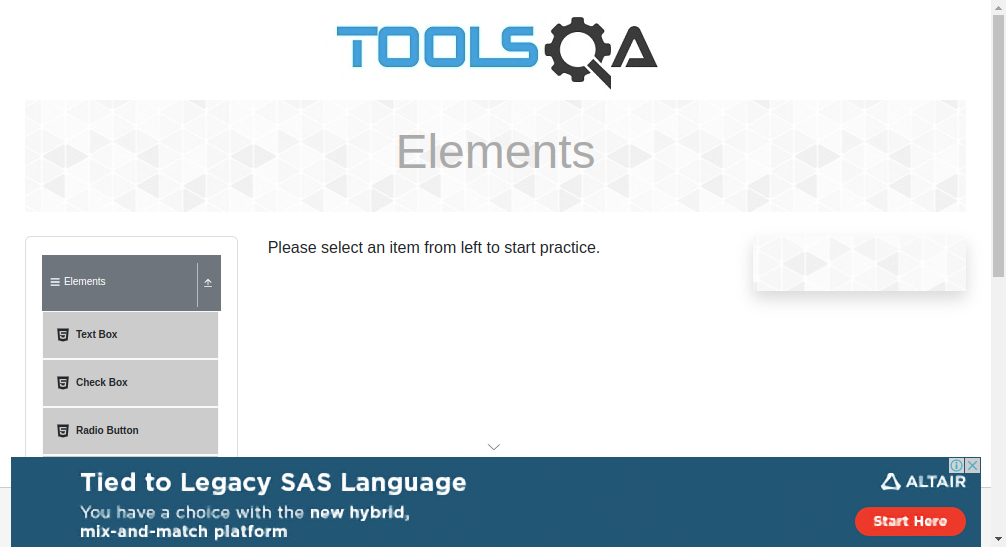 TOOLSQA
Elements
Elements
Please select an item from left to start practice.
Text Box
Check Box
Radio Button
Tied to Legacy SAS Language
You have a choice with the new hybrid,
mix-and-match platform
ALTAIR
Start Here